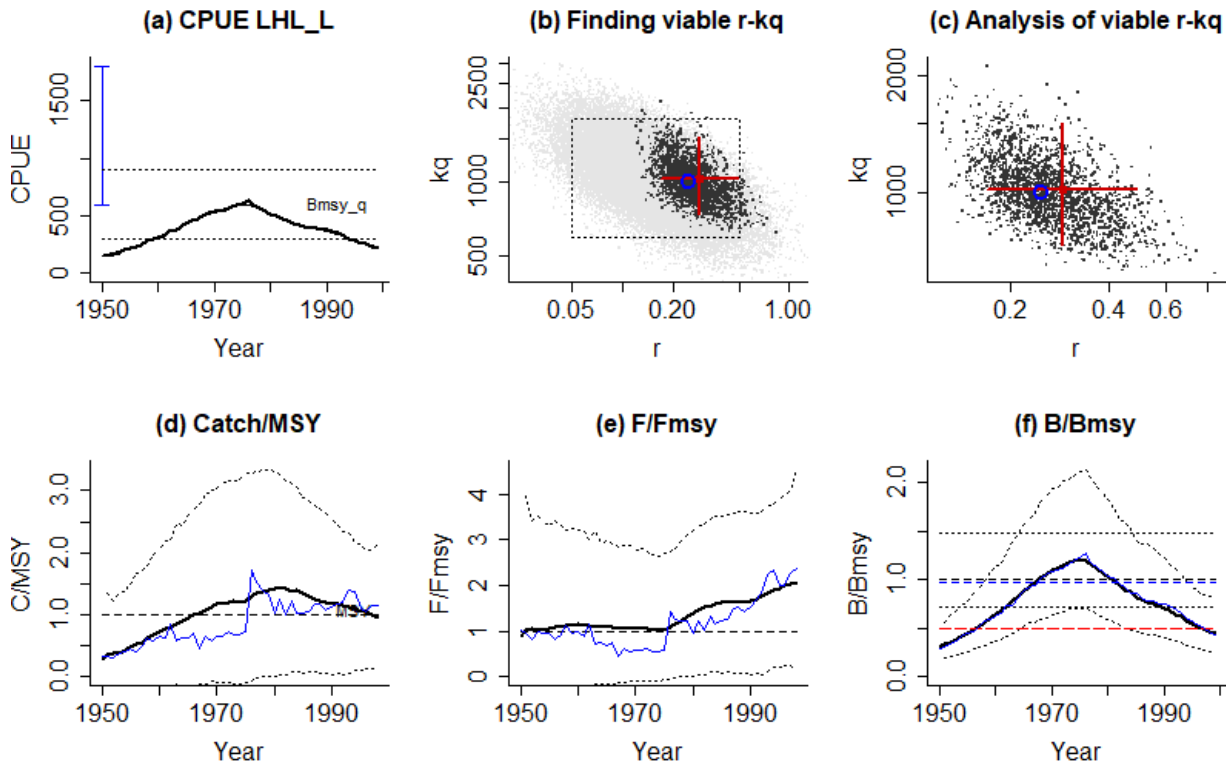 (a) CPUE LHL_L
CPUE
0
500
1500
Bmsy_q
1950
1970
1990
Year
(b) Finding viable r-kq
kq
500
1000
2500
0.05
0.20
1.00
r
(c) Analysis of viable r-kq
kq
1000
2000
0.2
0.4
0.6
r
(d) Catch/MSY
C/MSY
0.0
1.0
2.0
3.0
1950
1970
1990
Year
(e) F/Fmsy
F/Fmsy
0
1
2
3
4
1950
1970
1990
Year
(f) B/Bmsy
B/Bmsy
0.0
1.0
2.0
1950
1970
1990
Year